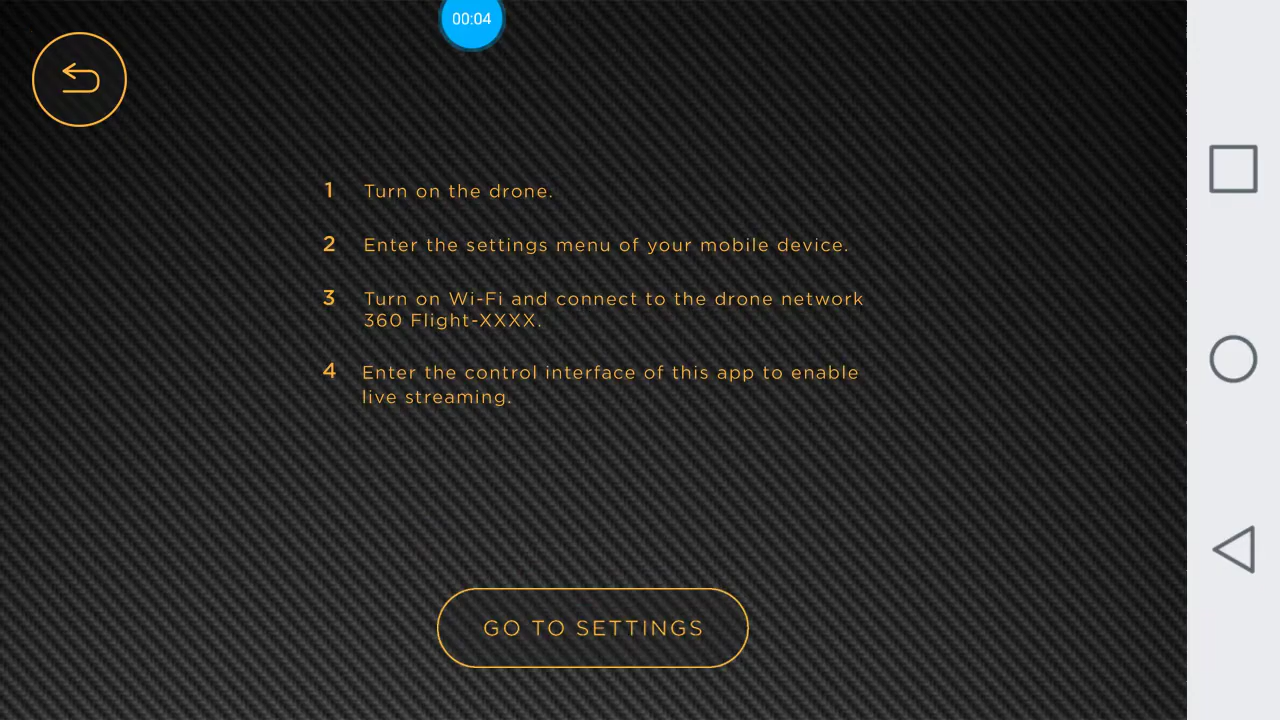 00:04
1 Turn on the drone.
2 Enter the settings menu of your mobile device.
3 Turn on Wi-Fi and connect to the drone network
360 Flight-XXXX.
4 Enter the control interface of this app to enable
live streaming.
GO TO SETTINGS